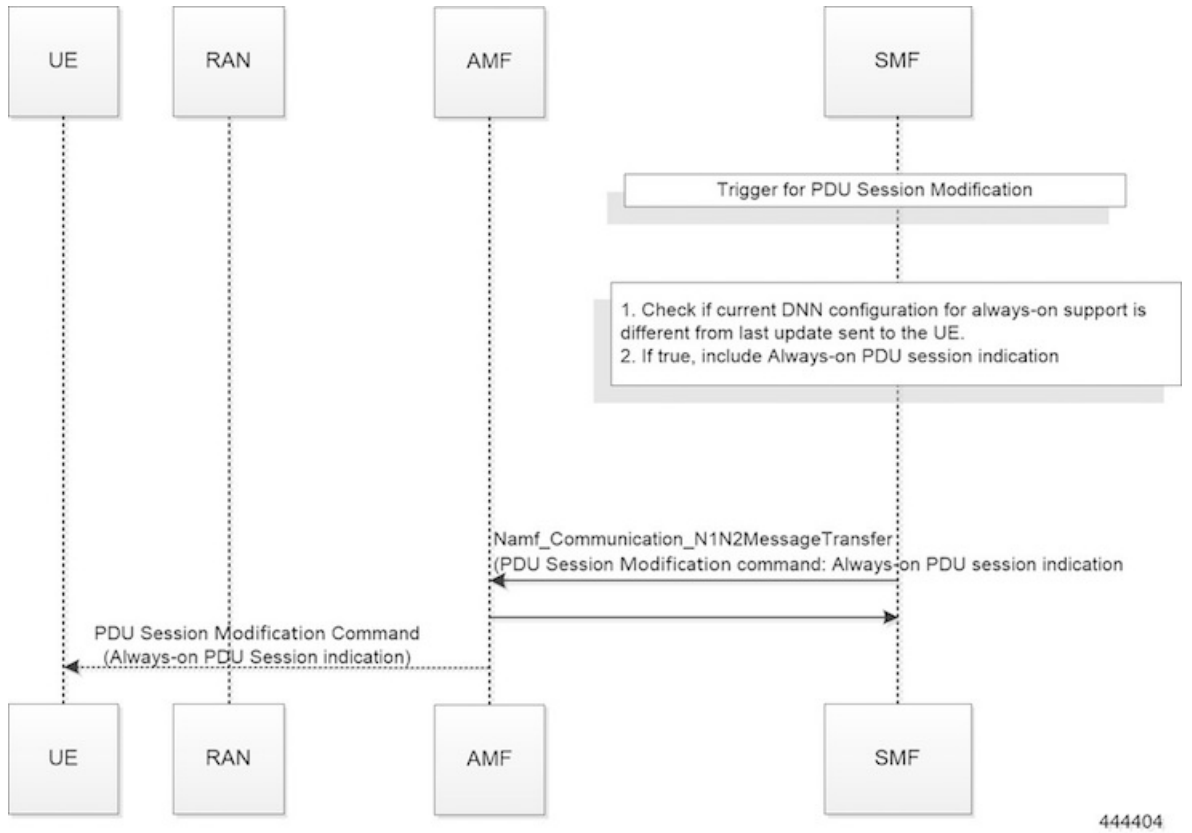 UE RAN AMF SMF
Trigger for PDU Session Modification
1. Check if current DNN configuration for always-on support is
different from last update sent to the UE.
2. If true, include Always-on PDU session indication
Namf_Communication_N1N2MessageTransfer
(PDU Session Modification command: Always-on PDU session indication
PDU Session Modification Command
(Always-on PDU Session indication)
UE RAN AMF SMF
444404